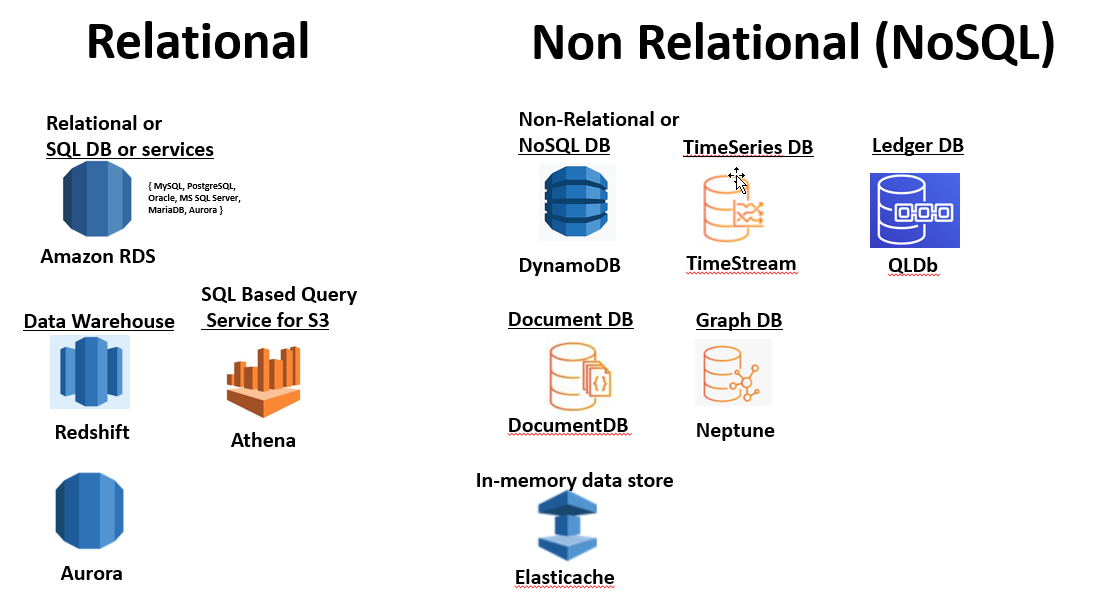 Relational
Non Relational (NoSQL)
Relational or
SQL DB or services
{ MySQL, PostgreSQL,
Oracle, MS SQL Server,
MariaDB, Aurora }
Amazon RDS
Data Warehouse
Redshift
SQL Based Query
Service for S3
Athena
Aurora
Non-Relational or
NoSQL DB
DynamoDB
TimeSeries DB
TimeStream
Ledger DB
QLDb
Document DB
DocumentDB
Graph DB
Neptune
In-memory data store
Elasticache